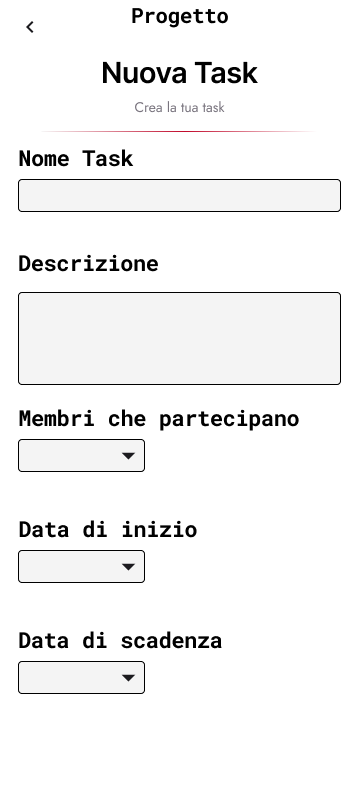 Progetto
Nuova Task
Crea la tua task
Nome Task
Descrizione
Membri che partecipano
Data di inizio
Data di scadenza